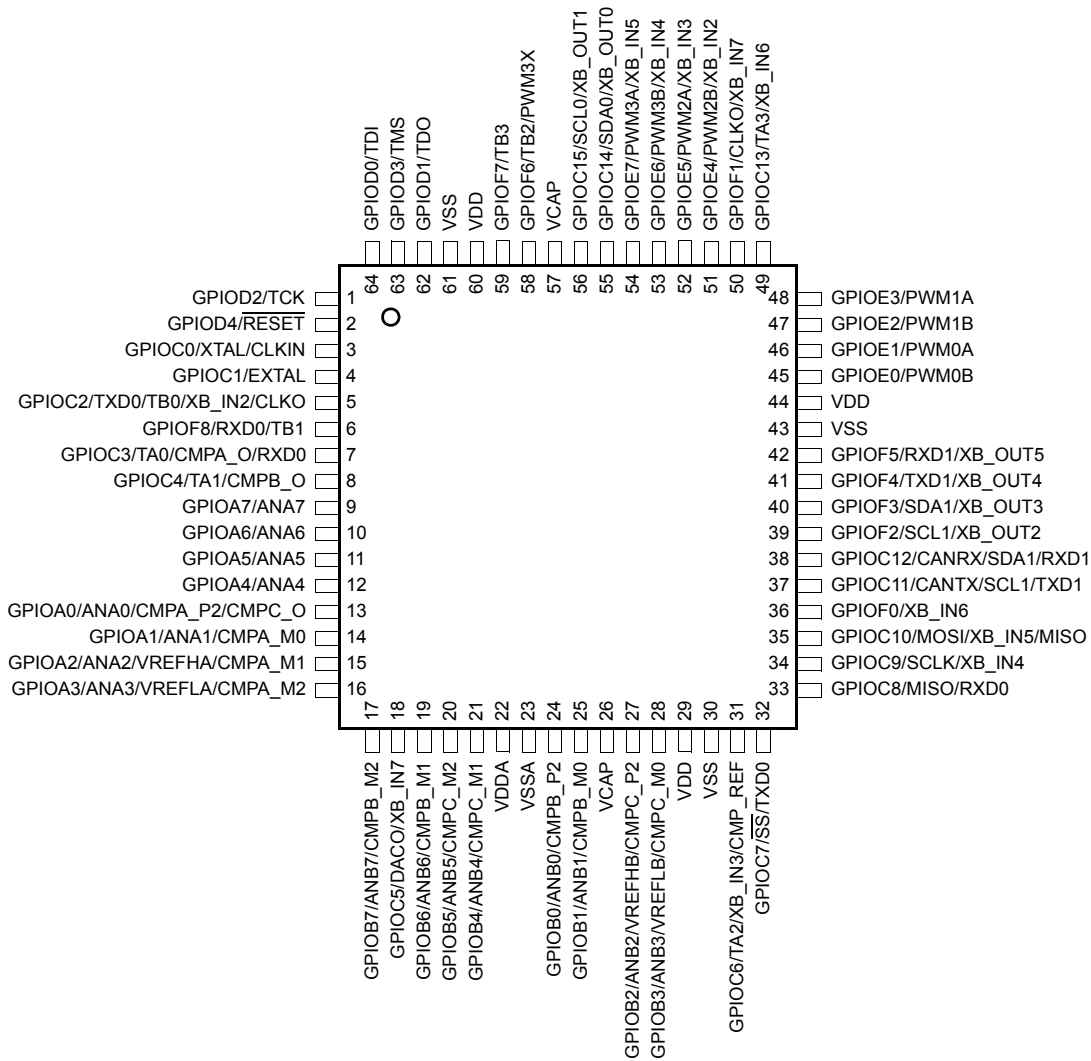 GPIOD0/TDI
GPIOD3/TMS
GPIOD1/TDO
VSS
VDD
GPIOF7/TB3
GPIOF6/TB2/PWM3X
VCAP
GPIOC15/SCL0/XB_OUT1
GPIOC14/SDA0/XB_OUT0
GPIOE7/PWM3A/XB_IN5
GPIOE6/PWM3B/XB_IN4
GPIOE5/PWM2A/XB_IN3
GPIOE4/PWM2B/XB_IN2
GPIOF1/CLKO/XB_IN7
GPIOC13/TA3/XB_IN6
64
63
62
61
60
59
58
57
56
55
54
53
52
51
50
49
GPIOD2/TCK 1
GPIOD4/RESET 2
GPIOC0/XTAL/CLKIN 3
GPIOC1/EXTAL 4
GPIOC2/TXD0/TB0/XB_IN2/CLKO 5
GPIOF8/RXD0/TB1 6
GPIOC3/TA0/CMPA_O/RXD0 7
GPIOC4/TA1/CMPB_O 8
GPIOA7/ANA7 9
GPIOA6/ANA6 10
GPIOA5/ANA5 11
GPIOA4/ANA4 12
GPIOA0/ANA0/CMPA_P2/CMPC_O 13
GPIOA1/ANA1/CMPA_M0 14
GPIOA2/ANA2/VREFHA/CMPA_M1 15
GPIOA3/ANA3/VREFLA/CMPA_M2 16
48 GPIOE3/PWM1A
47 GPIOE2/PWM1B
46 GPIOE1/PWM0A
45 GPIOE0/PWM0B
44 VDD
43 VSS
42 GPIOF5/RXD1/XB_OUT5
41 GPIOF4/TXD1/XB_OUT4
40 GPIOF3/SDA1/XB_OUT3
39 GPIOF2/SCL1/XB_OUT2
38 GPIOC12/CANRX/SDA1/RXD1
37 GPIOC11/CANTX/SCL1/TXD1
36 GPIOF0/XB_IN6
35 GPIOC10/MOSI/XB_IN5/MISO
34 GPIOC9/SCLK/XB_IN4
33 GPIOC8/MISO/RXD0
17
18
19
20
21
22
23
24
25
26
27
28
29
30
31
32
GPIOB7/ANB7/CMPB_M2
GPIOC5/DACO/XB_IN7
GPIOB6/ANB6/CMPB_M1
GPIOB5/ANB5/CMPC_M2
GPIOB4/ANB4/CMPC_M1
VDDA
VSSA
GPIOB0/ANB0/CMPB_P2
GPIOB1/ANB1/CMPB_M0
VCAP
GPIOB2/ANB2/VREFHB/CMPC_P2
GPIOB3/ANB3/VREFLB/CMPC_M0
VDD
VSS
GPIOC6/TA2/XB_IN3/CMP_REF
GPIOC7/SS/TXD0